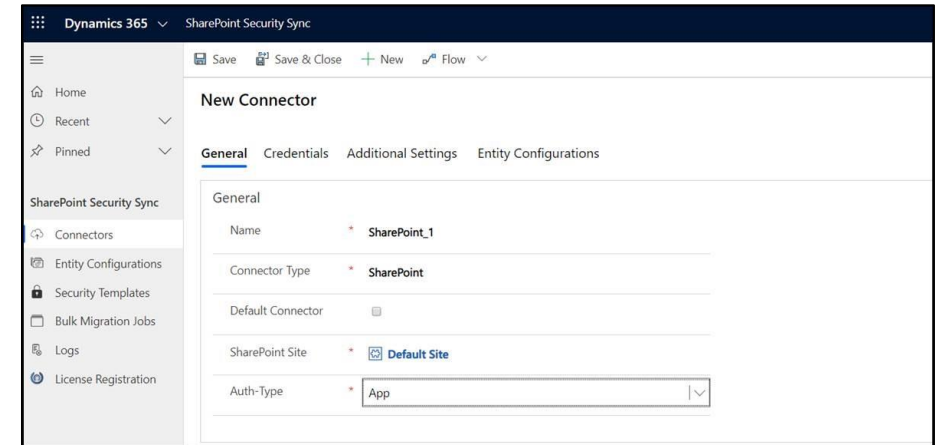 Dynamics 365 SharePoint Security Sync
Save Save & Close New Flow
Home
Recent
Pinned
SharePoint Security Sync
Connectors
Entity Configurations
Security Templates
Bulk Migration Jobs
Logs
License Registration
New Connector
General Credentials Additional Settings Entity Configurations
General
Name * SharePoint_1
Connector Type * SharePoint
Default Connector
SharePoint Site * Default Site
Auth-Type * App